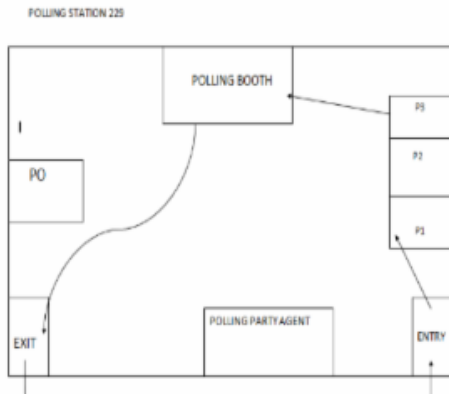 POLLING STATION 229
POLLING BOOTH
P3
P2
PO
P1
POLLING PARTY AGENT
EXIT
ENTRY